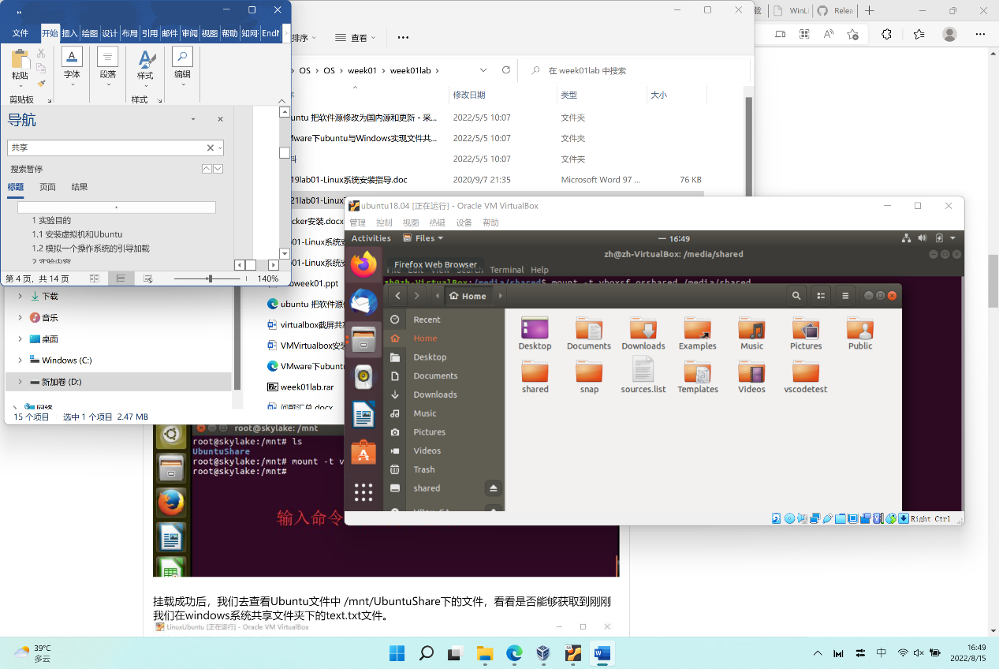 文件
开始
插入
绘图
设计
布局
引用
邮件
审阅
视图
帮助
知网
EndN
粘贴
字体
段落
样式
编辑
剪贴板
样式
导航
共享
搜索暂停
标题
页面
结果
1 实验目的
1.1 安装虚拟机和Ubuntu
1.2 模拟一个操作系统的引导加载
2 实验内容
第 4 页，共 14 页
140%
排序
查看
OS › OS › week01 › week01lab ›
在 week01lab 中搜索
修改日期
类型
大小
buntu 把软件源修改为国内源和更新 - 采...
2022/5/5 10:07
文件夹
Mware下ubuntu与Windows实现文件共...
2022/5/5 10:07
文件夹
料
2022/5/5 10:07
文件夹
19lab01-Linux系统安装指导.doc
2020/9/7 21:35
Microsoft Word 97 ...
76 KB
21lab01-Linux
cker安装.docx
01-Linux系统
01-Linux系统
oweek01.ppt
ubuntu 把软件源
virtualbox截屏共享
VMVirtualbox安装
VMware下ubuntu
week01lab.rar
问题汇总.docx
下载
音乐
桌面
Windows (C:)
新加卷 (D:)
网络
15 个项目
选中 1 个项目 2.47 MB
载
WinLi
Relea
ubuntu18.04 [正在运行] - Oracle VM VirtualBox
管理
控制
视图
热键
设备
帮助
Activities
Files
16:49
zh@zh-VirtualBox: /media/shared
Firefox Web Browser
File Edit View Search Terminal Help
zh@zh-VirtualBox:/media/shared$ mount -t vboxsf osshared /media/shared
Home
Recent
Home
Desktop
Documents
Downloads
Music
Pictures
Videos
Trash
shared
Desktop
Documents
Downloads
Examples
Music
Pictures
Public
shared
snap
sources.list
Templates
Videos
vscodetest
Right Ctrl
root@skylake: /mnt
root@skylake:/mnt# ls
UbuntuShare
root@skylake:/mnt# mount -t v
root@skylake:/mnt#
输入命令
挂载成功后，我们去查看Ubuntu文件中 /mnt/UbuntuShare下的文件，看看是否能够获取到刚刚
我们在windows系统共享文件夹下的text.txt文件。
LinuxUbuntu [正在运行] - Oracle VM VirtualBox
39°C
多云
中
16:49
2022/8/15